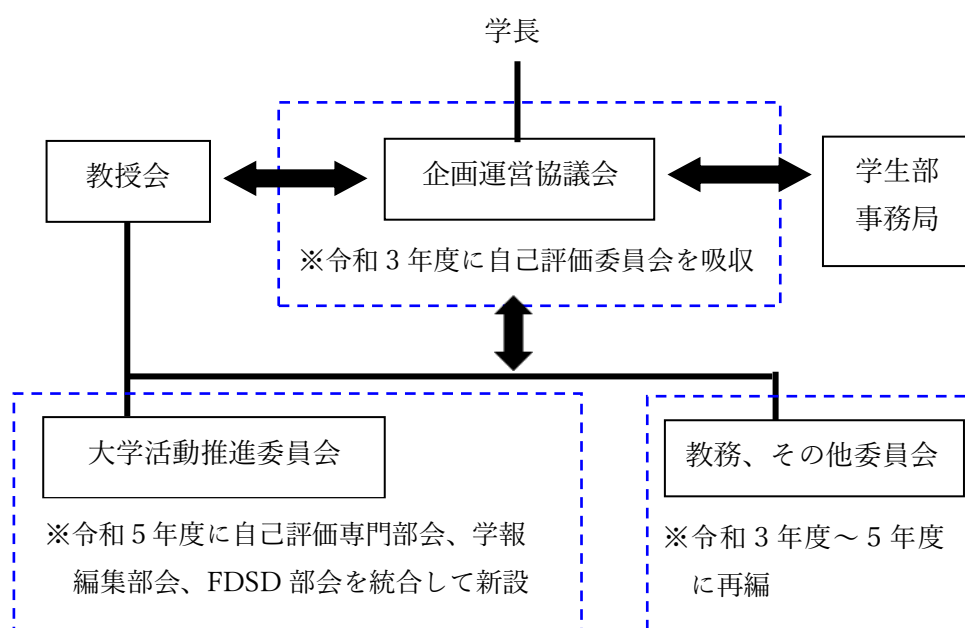 学長
教授会
企画運営協議会
学生部
事務局
※令和3年度に自己評価委員会を吸収
大学活動推進委員会
教務、その他委員会
※令和5年度に自己評価専門部会、学報
編集部会、FDSD部会を統合して新設
※令和3年度～5年度
に再編